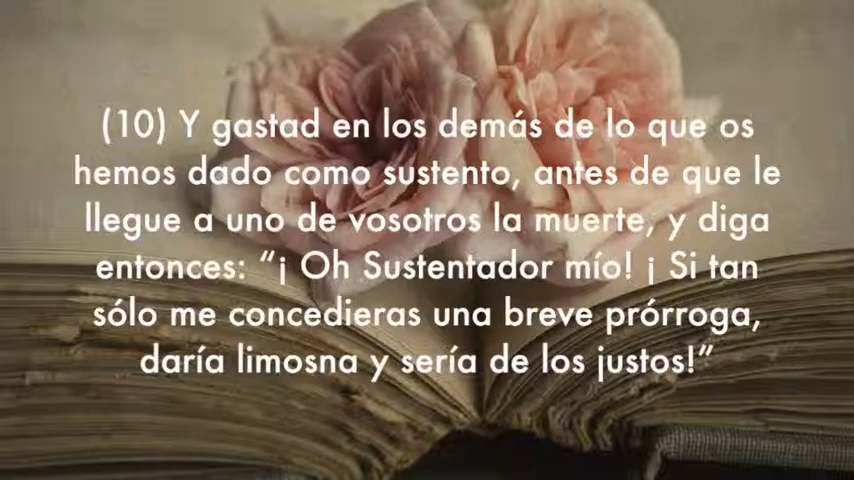 (10) Y gastad en los demás de lo que os
hemos dado como sustento, antes de que le
llegue a uno de vosotros la muerte, y diga
entonces: “¡ Oh Sustentador mío! ¡ Si tan
sólo me concedieras una breve prórroga,
daría limosna y sería de los justos!”